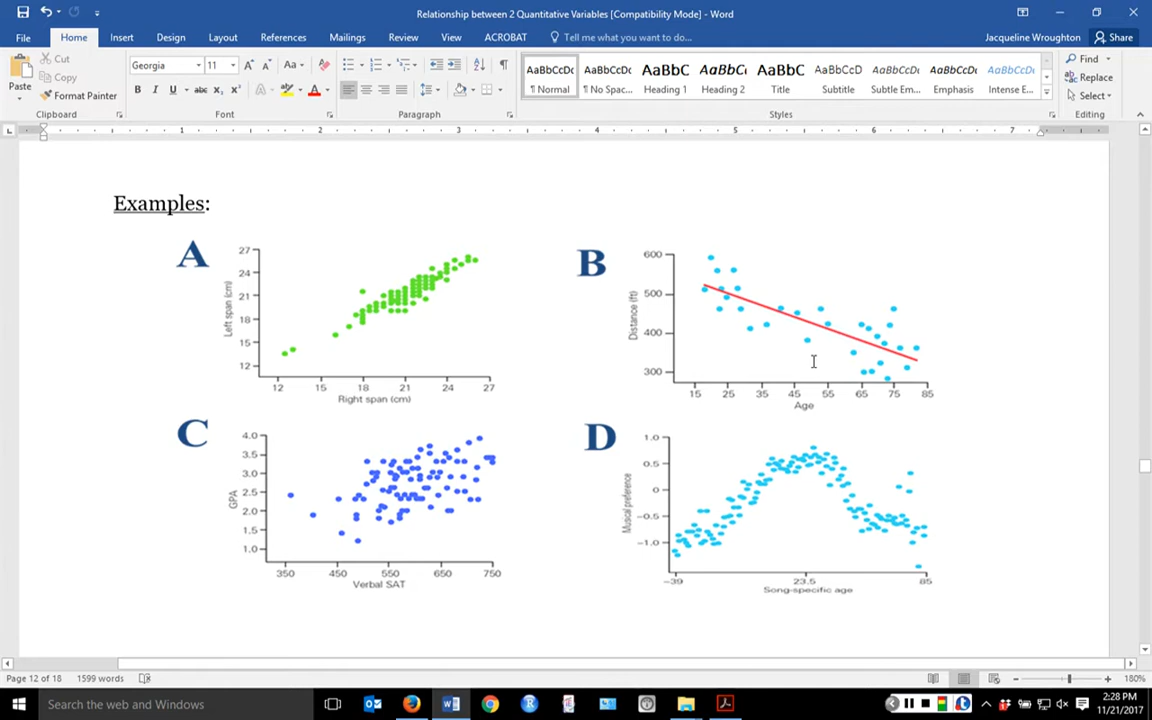 Relationship between 2 Quantitative Variables [Compatibility Mode] - Word
File Home Insert Design Layout References Mailings Review View ACROBAT Tell me what you want to do... Jacqueline Wroughton Share
Paste
Cut
Copy
Format Painter
Clipboard
Georgia 11
Font
Paragraph
AaBbCcDc AaBbCcDc AaBbC AaBbCc AaBbC AaBbCcD AaBbCcD AaBbCcD AaBbCcDc
¶ Normal ¶ No Spac... Heading 1 Heading 2 Title Subtitle Subtle Em... Emphasis Intense E...
Styles
Find
Replace
Select
Editing
1 2 3 4 5 6 7
Examples:
A
27
24
21
18
15
12
Left span (cm)
12 15 18 21 24 27
Right span (cm)
B
600
500
400
300
Distance (ft)
15 25 35 45 55 65 75 85
Age
C
4.0
3.5
3.0
2.5
2.0
1.5
1.0
GPA
350 450 550 650 750
Verbal SAT
D
1.0
0.5
0
-0.5
-1.0
Musical preference
-39 23.5 85
Song-specific age
Page 12 of 18 1599 words 180%
Search the web and Windows
2:28 PM
11/21/2017